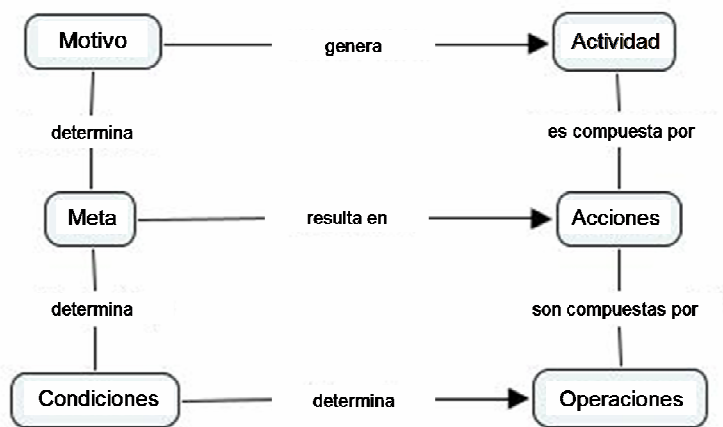 Motivo
genera
Actividad
determina
es compuesta por
Meta
resulta en
Acciones
determina
son compuestas por
Condiciones
determina
Operaciones